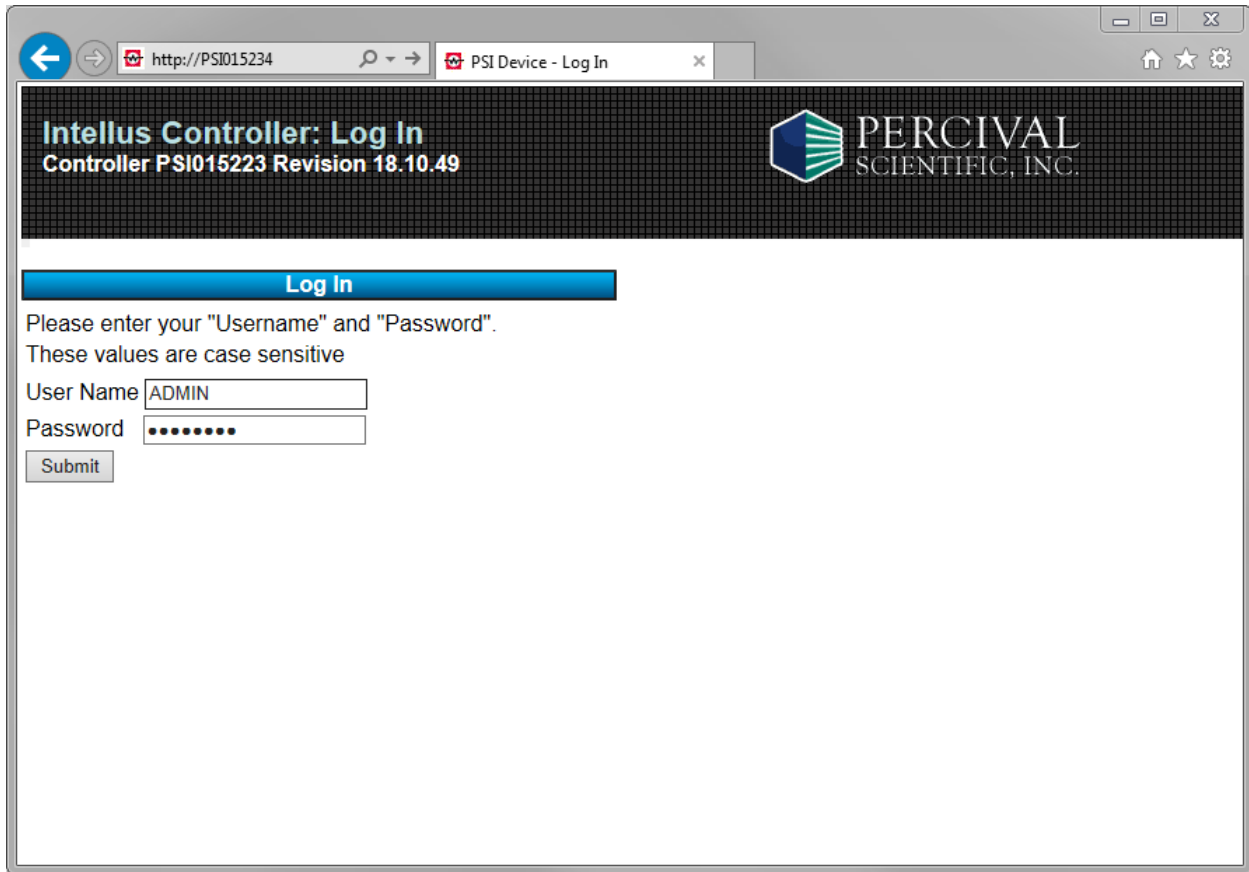 http://PSI015234
PSI Device - Log In
Intellus Controller: Log In
Controller PSI015223 Revision 18.10.49
PERCIVAL
SCIENTIFIC, INC.
Log In
Please enter your "Username" and "Password".
These values are case sensitive
User Name ADMIN
Password ••••••••
Submit